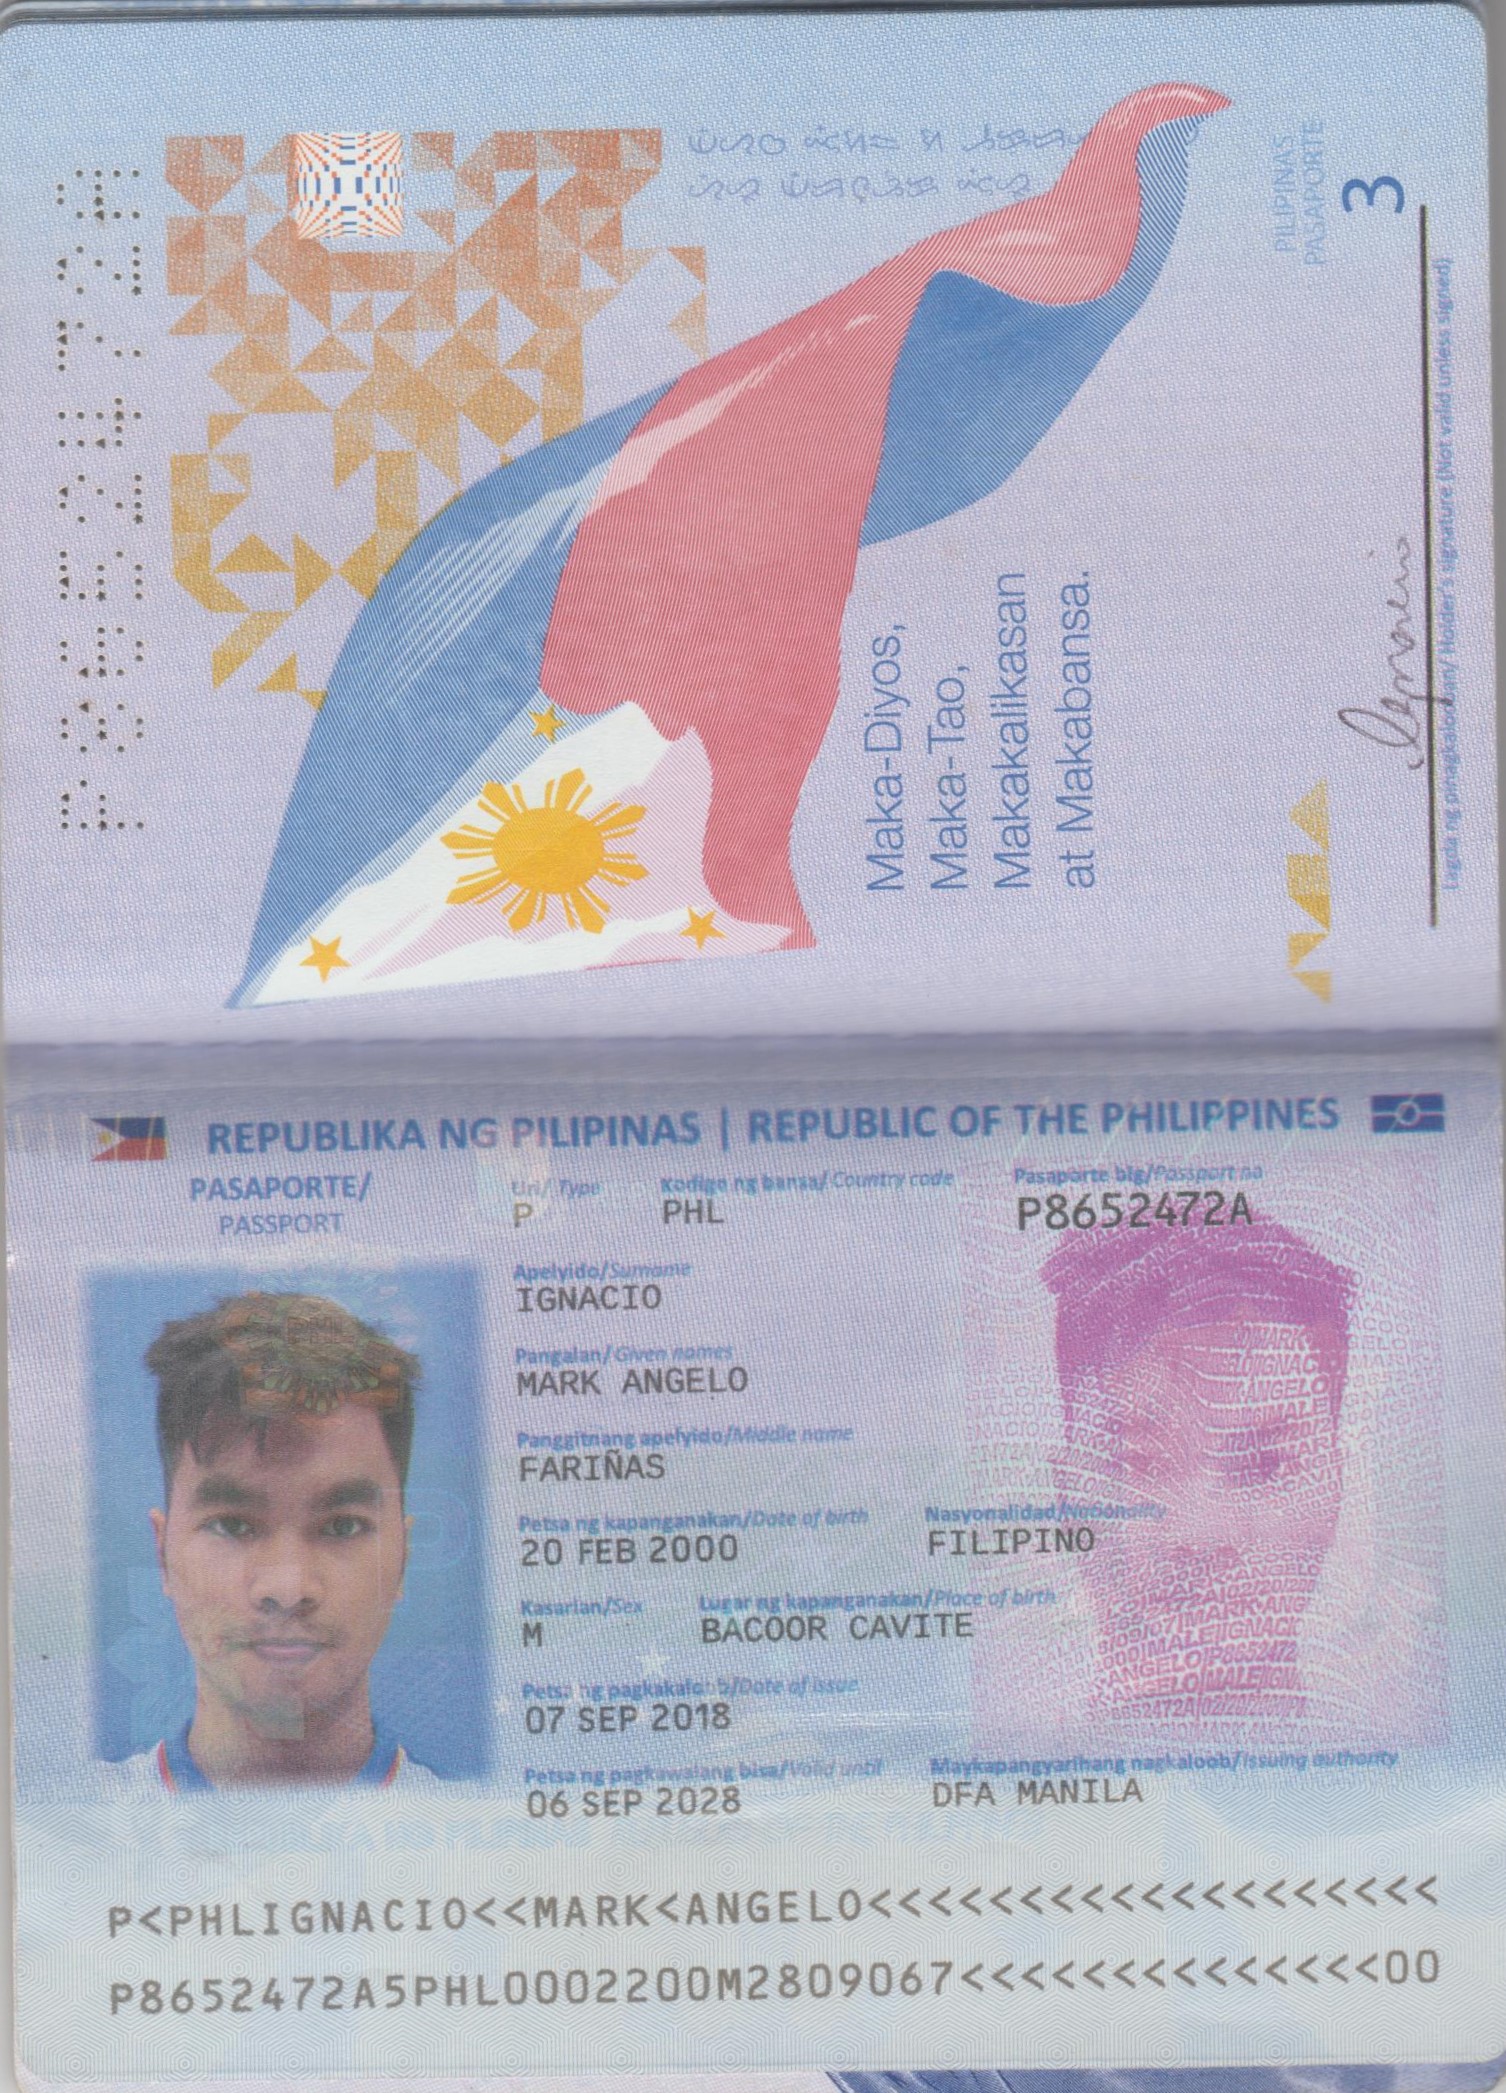 P8652472A
PILIPINAS
PASAPORTE
3
Maka-Diyos,
Maka-Tao,
Makakalikasan
at Makabansa.
Lagda ng pinagkalooban/ Holder's signature (Not valid unless signed)
REPUBLIKA NG PILIPINAS | REPUBLIC OF THE PHILIPPINES
PASAPORTE/
PASSPORT
Uri/ Type
Kodigo ng bansa/ Country code
Pasaporte blg/Passport no
P
PHL
P8652472A
Apelyido/Surname
IGNACIO
Pangalan/Given names
MARK ANGELO
Panggitnang apelyido/Middle name
FARIÑAS
Petsa ng kapanganakan/Date of birth
Nasyonalidad/Nationality
20 FEB 2000
FILIPINO
Kasarian/Sex
Lugar ng kapanganakan/Place of birth
M
BACOOR CAVITE
Petsa ng pagkakaloob/Date of issue
07 SEP 2018
Petsa ng pagkawalang bisa/Valid until
Maykapangyarihang nagkaloob/Issuing authority
06 SEP 2028
DFA MANILA
P<PHLIGNACIO<<MARK<ANGELO<<<<<<<<<<<<<<<<<<<
P8652472A5PHL0002200M2809067<<<<<<<<<<<<<<00